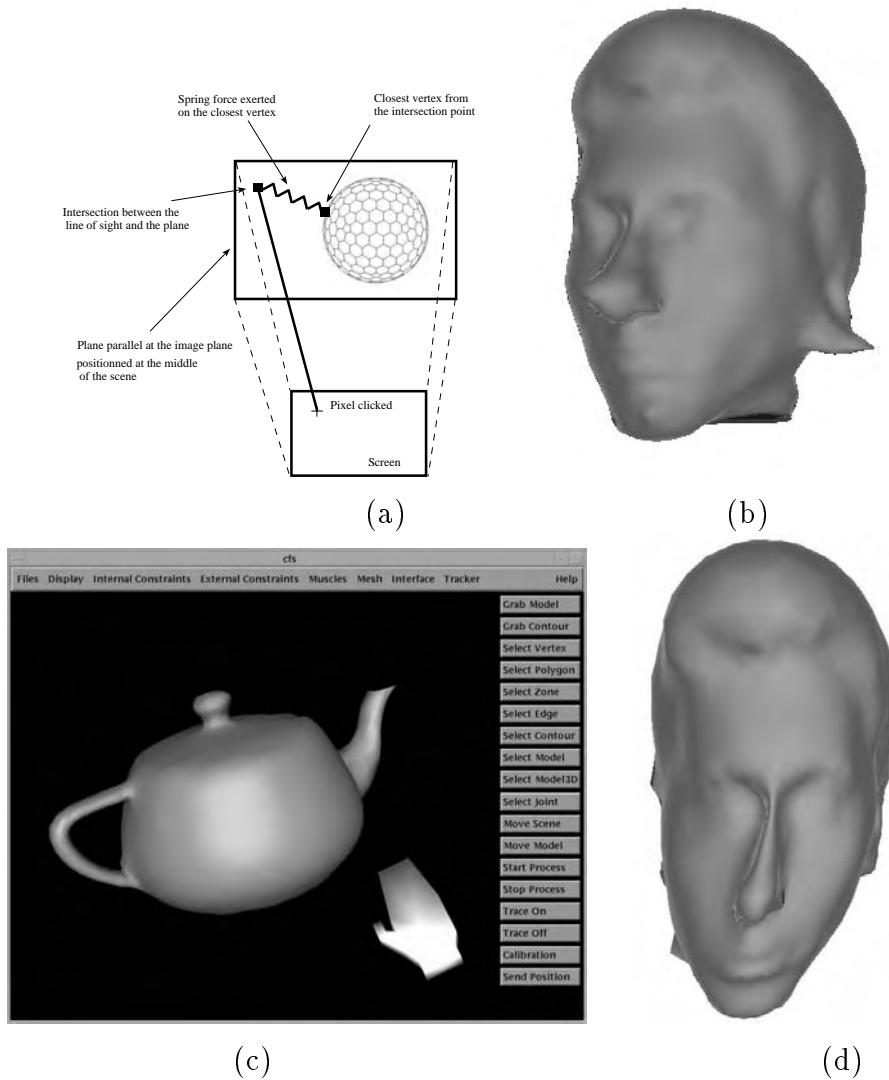 Spring force exerted
on the closest vertex
Closest vertex from
the intersection point
Intersection between the
line of sight and the plane
Plane parallel at the image plane
positionned at the middle
of the scene
Pixel clicked
Screen
(a)
(b)
cfs
Files Display Internal Constraints External Constraints Muscles Mesh Interface Tracker Help
Grab Model
Grab Contour
Select Vertex
Select Polygon
Select Zone
Select Edge
Select Contour
Select Model
Select Model3D
Select Joint
Move Scene
Move Model
Start Process
Stop Process
Trace On
Trace Off
Calibration
Send Position
(c)
(d)